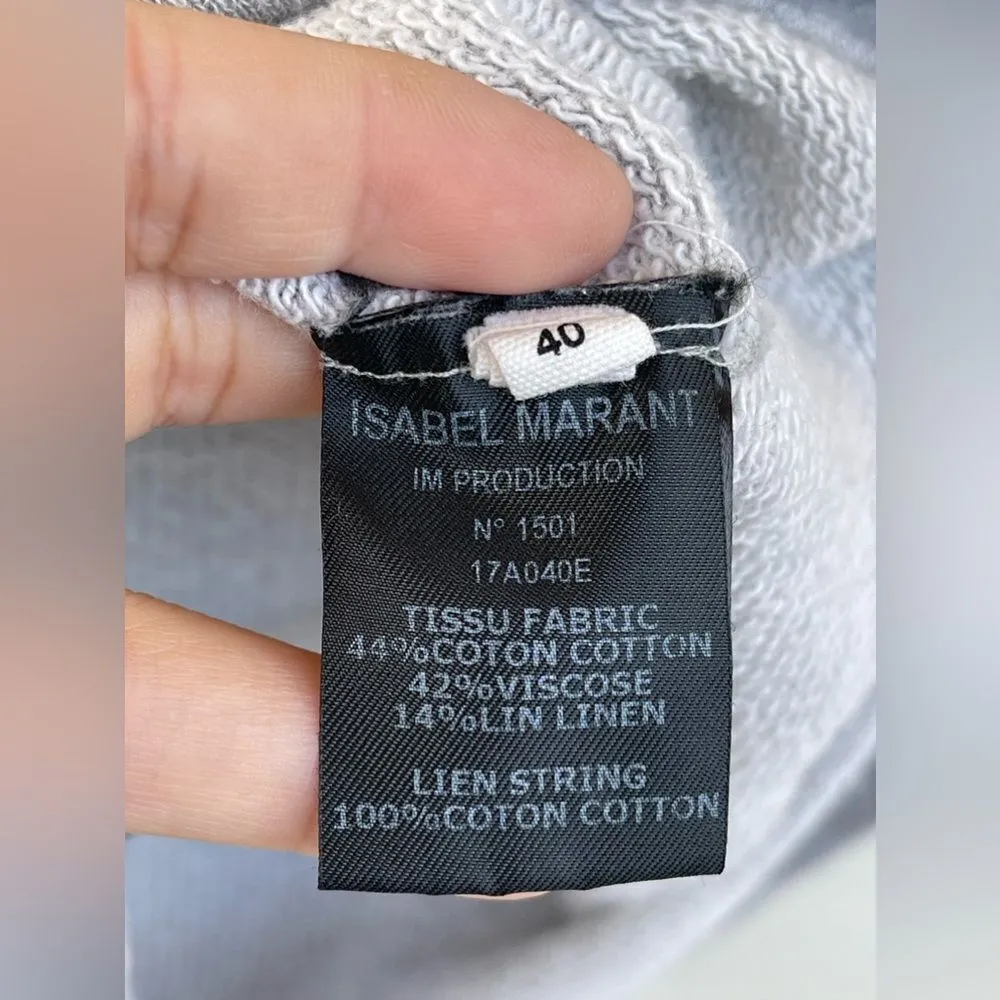 40
ISABEL MARANT
IM PRODUCTION
N° 1501
17A040E
TISSU FABRIC
44%COTON COTTON
42%VISCOSE
14%LIN LINEN
LIEN STRING
100%COTON COTTON